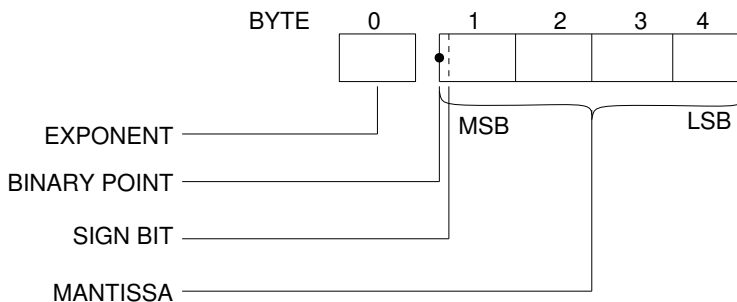 BYTE 0 1 2 3 4
MSB LSB
EXPONENT
BINARY POINT
SIGN BIT
MANTISSA